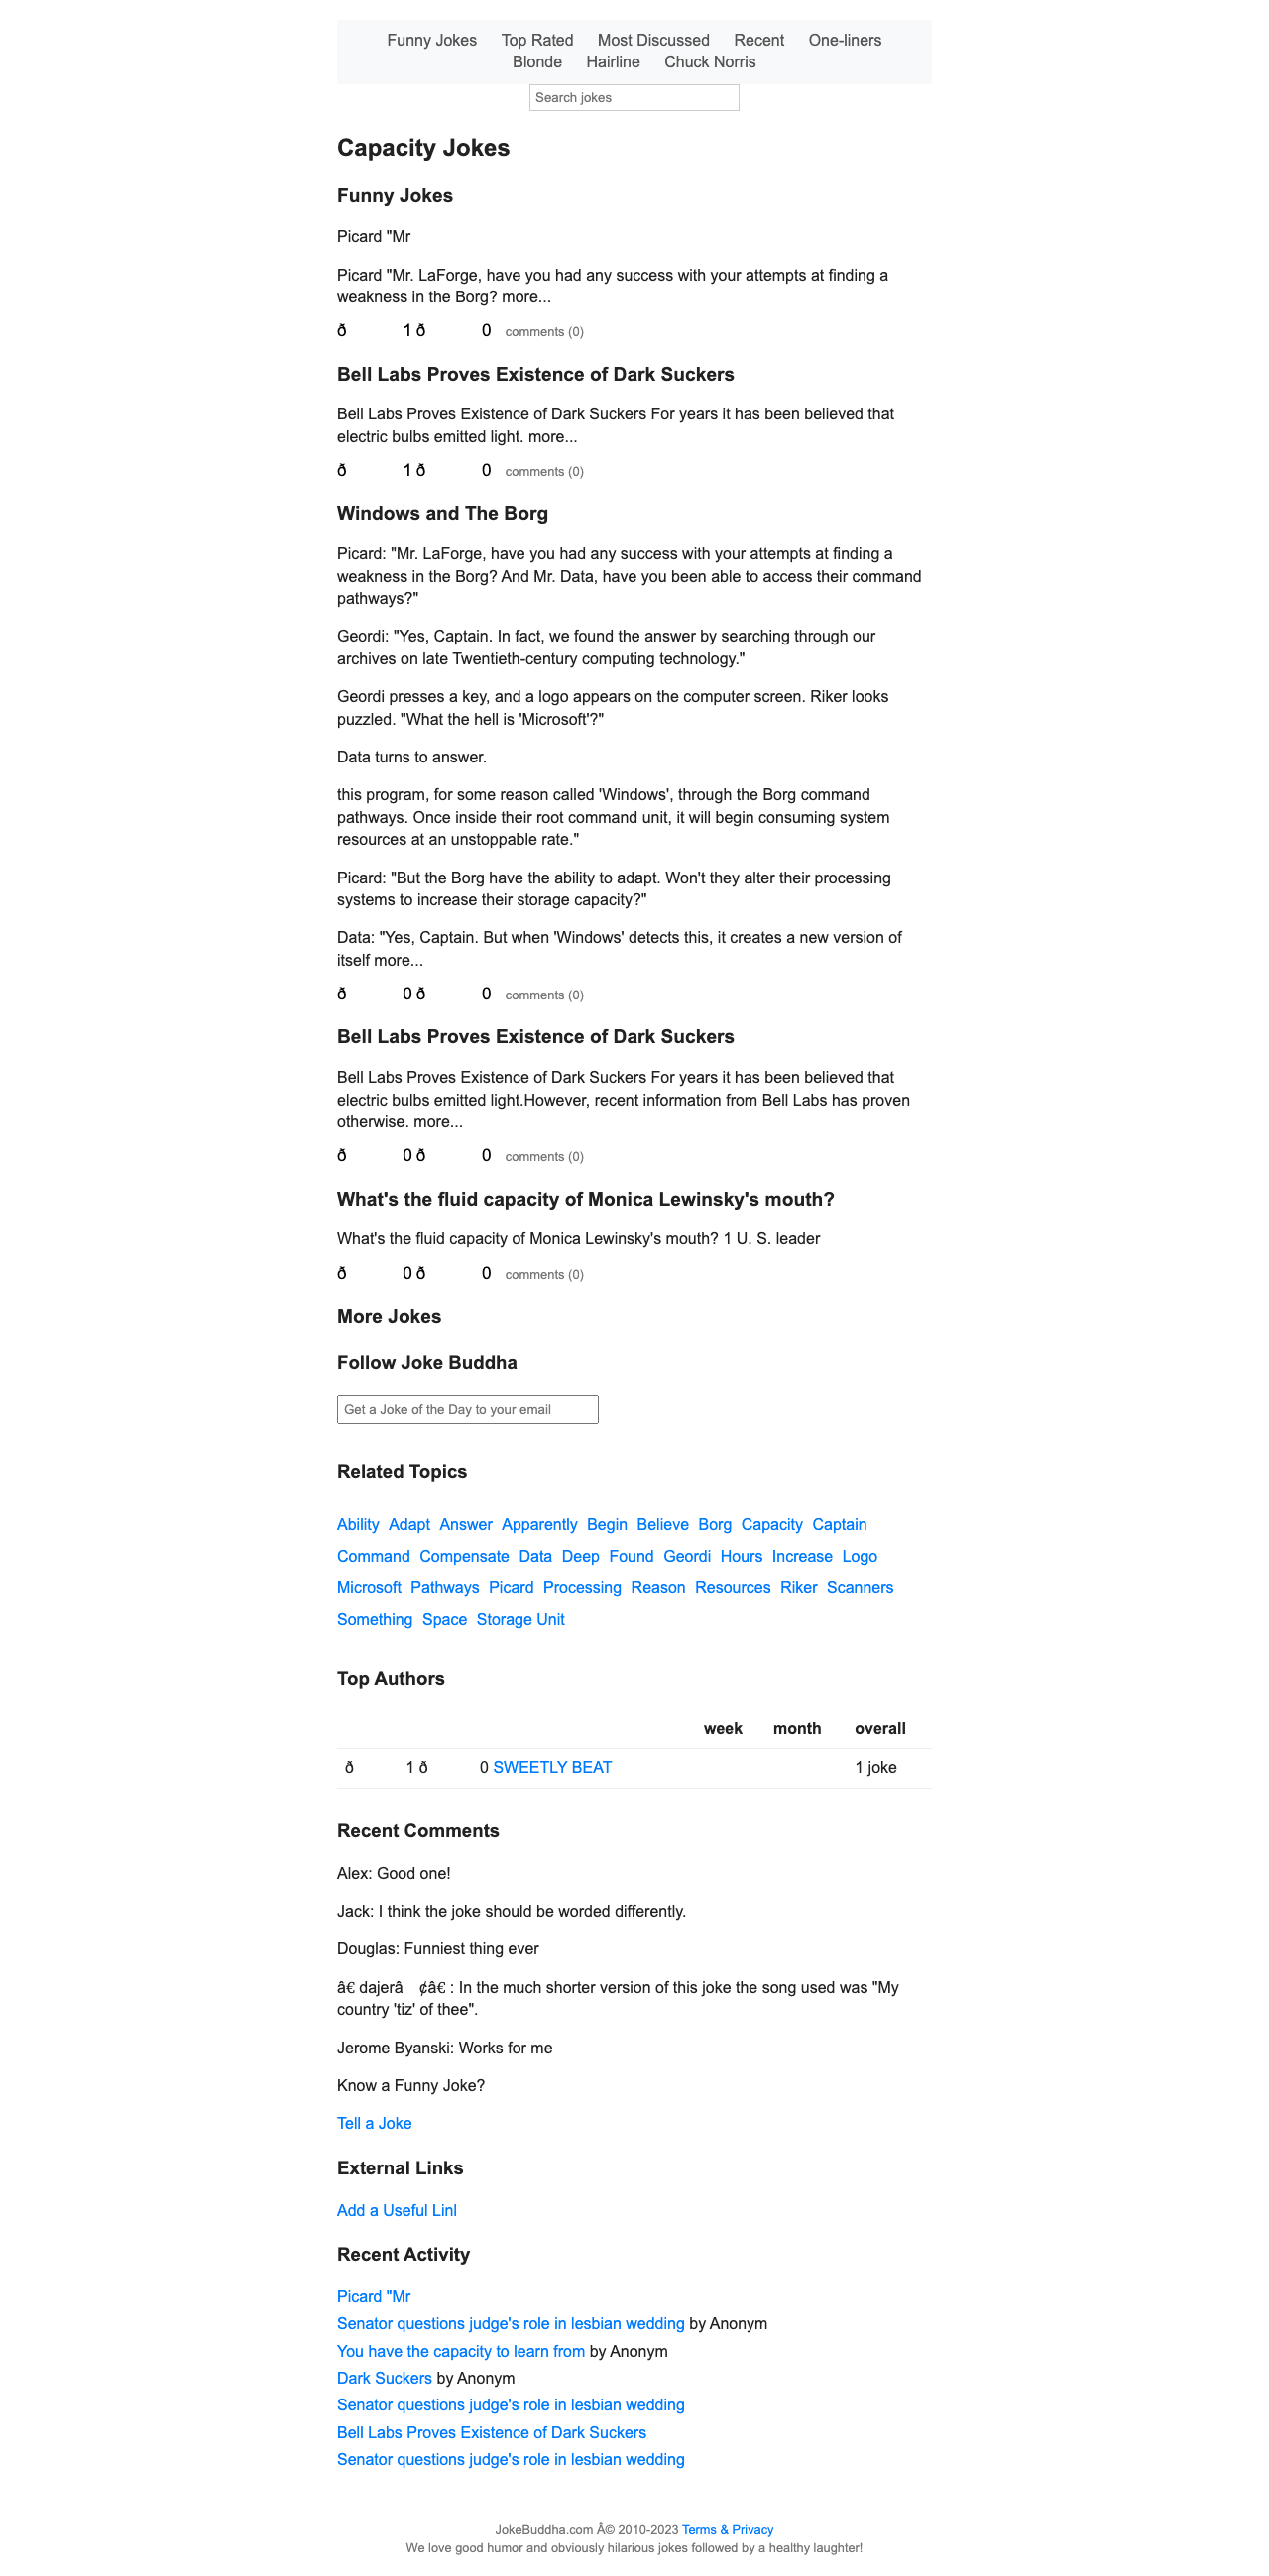 Funny Jokes Top Rated Most Discussed Recent One-liners
Blonde Hairline Chuck Norris
Search jokes
Capacity Jokes
Funny Jokes
Picard "Mr
Picard "Mr. LaForge, have you had any success with your attempts at finding a
weakness in the Borg? more...
ð 1 ð 0 comments (0)
Bell Labs Proves Existence of Dark Suckers
Bell Labs Proves Existence of Dark Suckers For years it has been believed that
electric bulbs emitted light. more...
ð 1 ð 0 comments (0)
Windows and The Borg
Picard: "Mr. LaForge, have you had any success with your attempts at finding a
weakness in the Borg? And Mr. Data, have you been able to access their command
pathways?"
Geordi: "Yes, Captain. In fact, we found the answer by searching through our
archives on late Twentieth-century computing technology."
Geordi presses a key, and a logo appears on the computer screen. Riker looks
puzzled. "What the hell is 'Microsoft'?"
Data turns to answer.
this program, for some reason called 'Windows', through the Borg command
pathways. Once inside their root command unit, it will begin consuming system
resources at an unstoppable rate."
Picard: "But the Borg have the ability to adapt. Won't they alter their processing
systems to increase their storage capacity?"
Data: "Yes, Captain. But when 'Windows' detects this, it creates a new version of
itself more...
ð 0 ð 0 comments (0)
Bell Labs Proves Existence of Dark Suckers
Bell Labs Proves Existence of Dark Suckers For years it has been believed that
electric bulbs emitted light.However, recent information from Bell Labs has proven
otherwise. more...
ð 0 ð 0 comments (0)
What's the fluid capacity of Monica Lewinsky's mouth?
What's the fluid capacity of Monica Lewinsky's mouth? 1 U. S. leader
ð 0 ð 0 comments (0)
More Jokes
Follow Joke Buddha
Get a Joke of the Day to your email
Related Topics
Ability Adapt Answer Apparently Begin Believe Borg Capacity Captain
Command Compensate Data Deep Found Geordi Hours Increase Logo
Microsoft Pathways Picard Processing Reason Resources Riker Scanners
Something Space Storage Unit
Top Authors
week month overall
ð 1 ð 0 SWEETLY BEAT 1 joke
Recent Comments
Alex: Good one!
Jack: I think the joke should be worded differently.
Douglas: Funniest thing ever
â€ dajerâ ¢â€ : In the much shorter version of this joke the song used was "My
country 'tiz' of thee".
Jerome Byanski: Works for me
Know a Funny Joke?
Tell a Joke
External Links
Add a Useful Linl
Recent Activity
Picard "Mr
Senator questions judge's role in lesbian wedding by Anonym
You have the capacity to learn from by Anonym
Dark Suckers by Anonym
Senator questions judge's role in lesbian wedding
Bell Labs Proves Existence of Dark Suckers
Senator questions judge's role in lesbian wedding
JokeBuddha.com Â© 2010-2023 Terms & Privacy
We love good humor and obviously hilarious jokes followed by a healthy laughter!